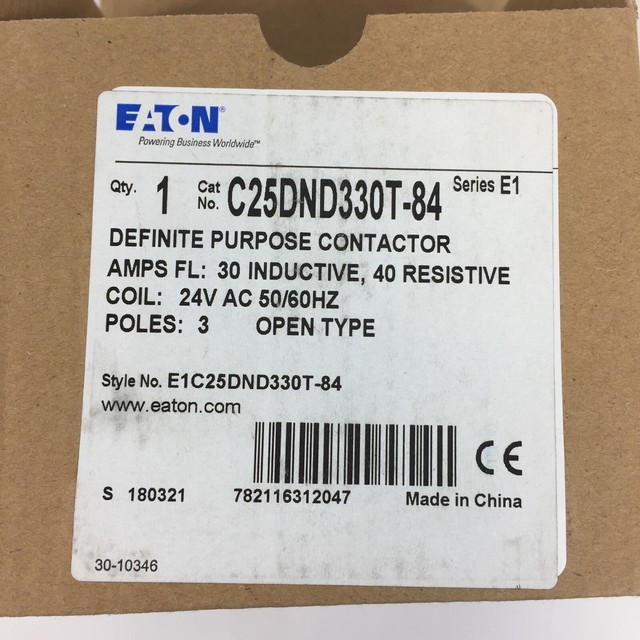 EATON®
Powering Business Worldwide™
Qty. 1 Cat No. C25DND330T-84 Series E1
DEFINITE PURPOSE CONTACTOR
AMPS FL: 30 INDUCTIVE, 40 RESISTIVE
COIL: 24V AC 50/60HZ
POLES: 3 OPEN TYPE
Style No. E1C25DND330T-84
www.eaton.com
CE
S 180321 782116312047 Made in China
30-10346